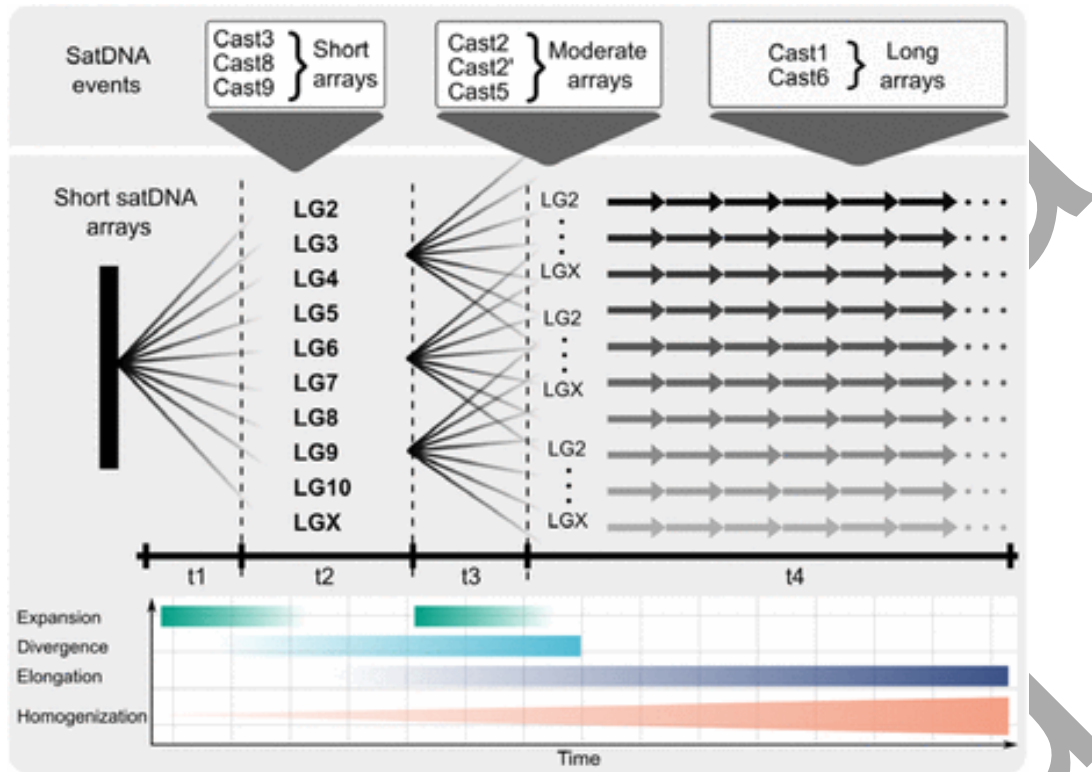 SatDNA
events
Cast3
Cast8
Cast9
Short
arrays
Cast2
Cast2'
Cast5
Moderate
arrays
Cast1
Cast6
Long
arrays
Short satDNA
arrays
LG2
LG3
LG4
LG5
LG6
LG7
LG8
LG9
LG10
LGX
LG2
LGX
LG2
LGX
LG2
LGX
t1 t2 t3 t4
Expansion
Divergence
Elongation
Homogenization
Time